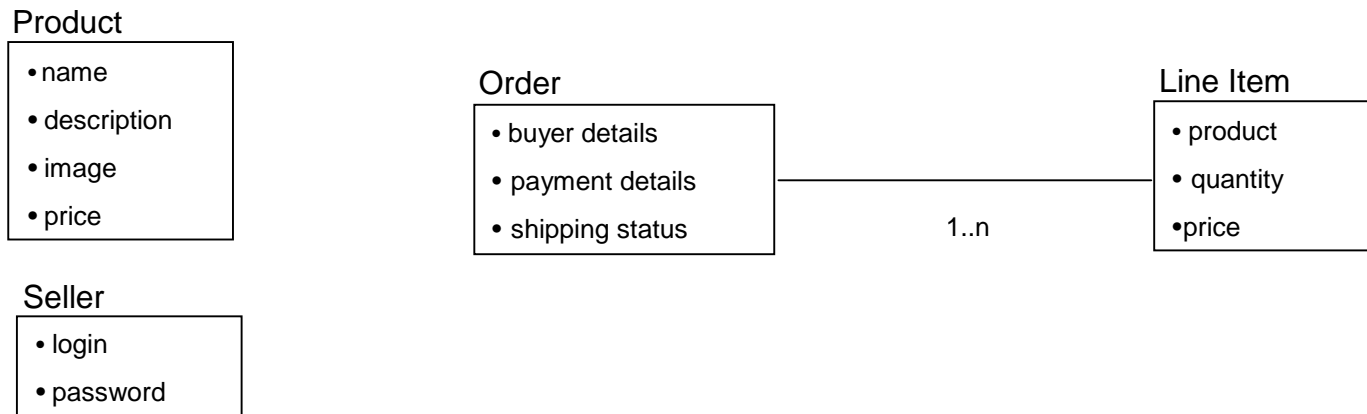 Product
• name
• description
• image
• price
Order
• buyer details
• payment details
• shipping status
1..n
Line Item
• product
• quantity
•price
Seller
• login
• password